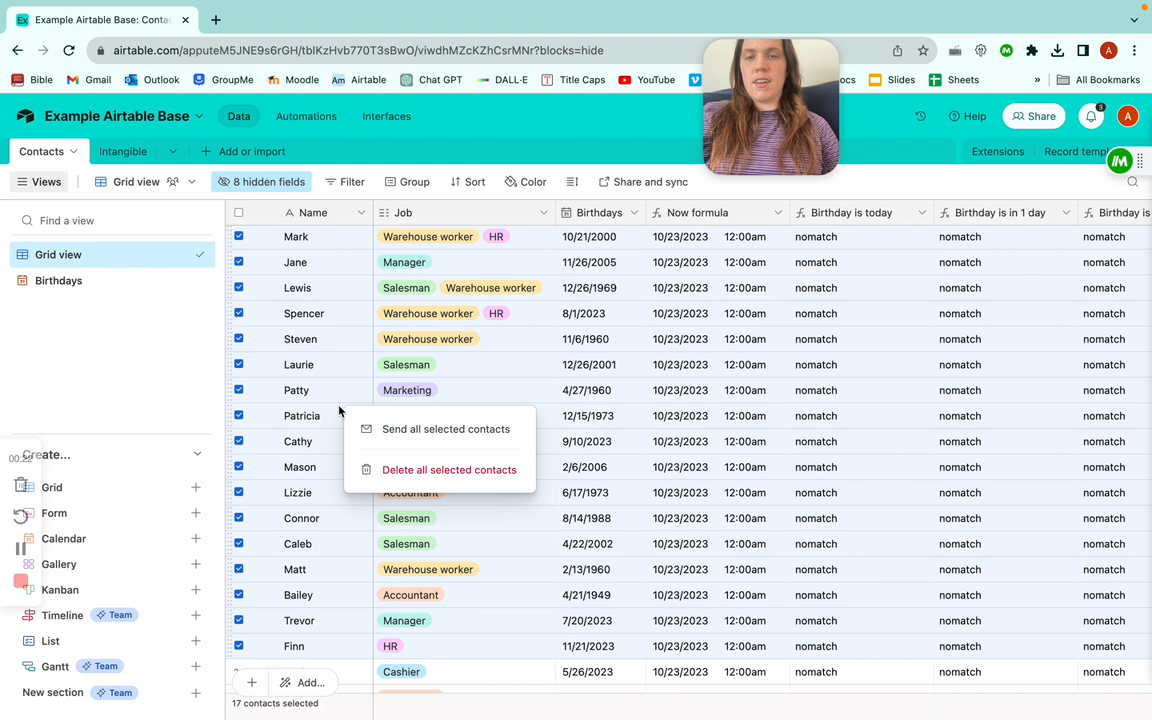 Example Airtable Base: Conta
airtable.com/apputeM5JNE9s6rGH/tblKzHvb770T3sBwO/viwdhMZcKZhCsrMNr?blocks=hide
A
Bible Gmail Outlook GroupMe Moodle Am Airtable Chat GPT DALL-E Title Caps YouTube ocs Slides Sheets » All Bookmarks
Example Airtable Base Data Automations Interfaces Help Share 3 A
Contacts Intangible Add or import Extensions Record temp
Views Grid view 8 hidden fields Filter Group Sort Color Share and sync
Find a view
Grid view
Birthdays
Name Job Birthdays Now formula Birthday is today Birthday is in 1 day Birthday is
Mark Warehouse worker HR 10/21/2000 10/23/2023 12:00am nomatch nomatch nomatch
Jane Manager 11/26/2005 10/23/2023 12:00am nomatch nomatch nomatch
Lewis Salesman Warehouse worker 12/26/1969 10/23/2023 12:00am nomatch nomatch nomatch
Spencer Warehouse worker HR 8/1/2023 10/23/2023 12:00am nomatch nomatch nomatch
Steven Warehouse worker 11/6/1960 10/23/2023 12:00am nomatch nomatch nomatch
Laurie Salesman 12/26/2001 10/23/2023 12:00am nomatch nomatch nomatch
Patty Marketing 4/27/1960 10/23/2023 12:00am nomatch nomatch nomatch
Patricia 12/15/1973 10/23/2023 12:00am nomatch nomatch nomatch
Cathy 9/10/2023 10/23/2023 12:00am nomatch nomatch nomatch
Mason 2/6/2006 10/23/2023 12:00am nomatch nomatch nomatch
Lizzie Accountant 6/17/1973 10/23/2023 12:00am nomatch nomatch nomatch
Connor Salesman 8/14/1988 10/23/2023 12:00am nomatch nomatch nomatch
Caleb Salesman 4/22/2002 10/23/2023 12:00am nomatch nomatch nomatch
Matt Warehouse worker 2/13/1960 10/23/2023 12:00am nomatch nomatch nomatch
Bailey Accountant 4/21/1949 10/23/2023 12:00am nomatch nomatch nomatch
Trevor Manager 7/20/2023 10/23/2023 12:00am nomatch nomatch nomatch
Finn HR 11/21/2023 10/23/2023 12:00am nomatch nomatch nomatch
Cashier 5/26/2023 10/23/2023 12:00am nomatch nomatch nomatch
Send all selected contacts
Delete all selected contacts
00:22
Create...
Grid
Form
Calendar
Gallery
Kanban
Timeline Team
List
Gantt Team
New section Team
Add...
17 contacts selected